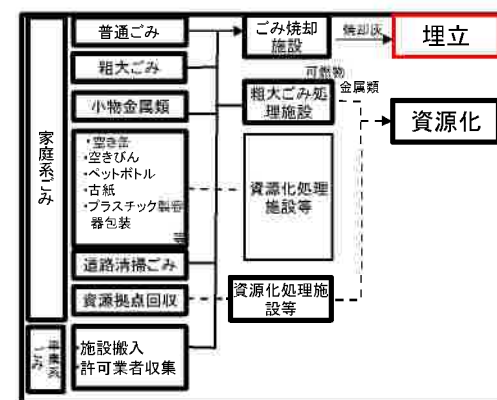 家庭系ごみ
普通ごみ
粗大ごみ
小物金属類
・空き缶
・空きびん
・ペットボトル
・古紙
・プラスチック製容
器包装
等
道路清掃ごみ
資源拠点回収
事業系
ごみ
・施設搬入
・許可業者収集
ごみ焼却
施設
可燃物
粗大ごみ処
理施設
資源化処理
施設等
資源化処理施
設等
焼却灰
金属類
埋立
資源化